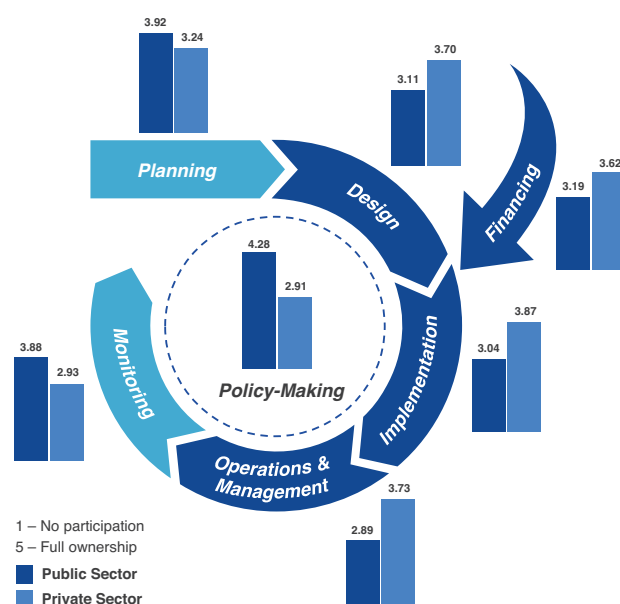 3.92
3.24
3.11
3.70
Planning
Design
Financing
3.19
3.62
4.28
2.91
Policy-Making
Monitoring
3.88
2.93
Implementation
3.04
3.87
Operations &
Management
2.89
3.73
1 – No participation
5 – Full ownership
Public Sector
Private Sector